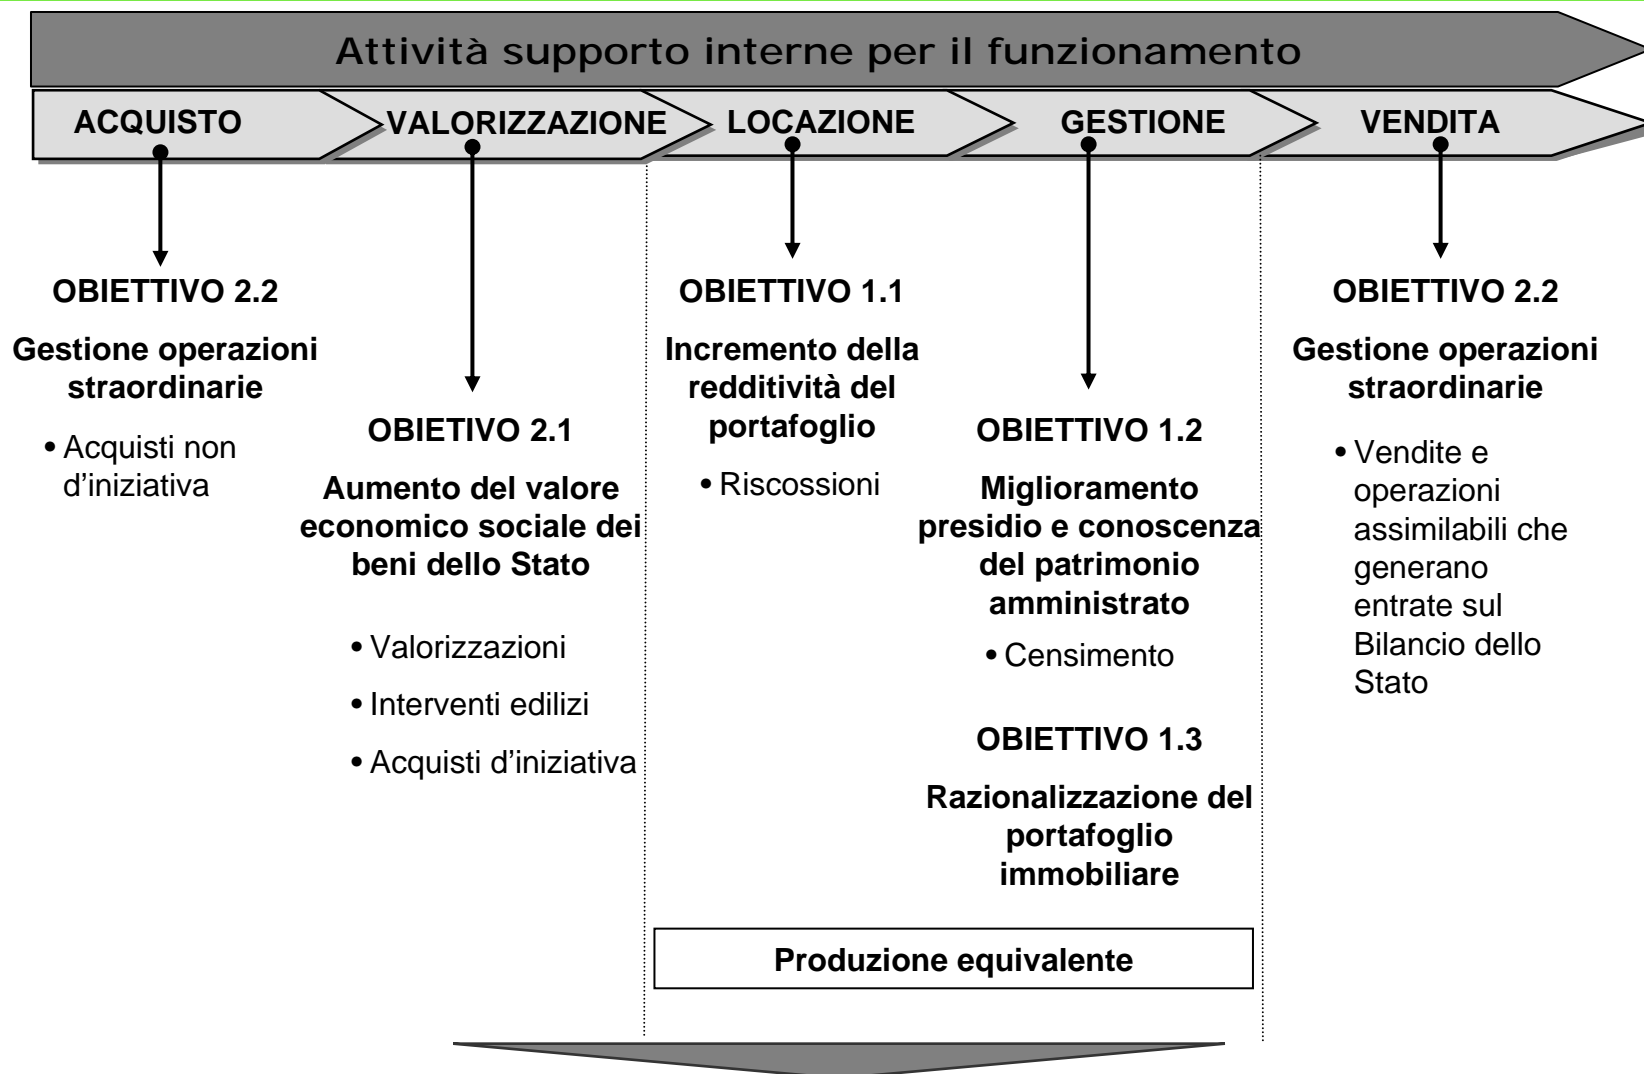 Attività supporto interne per il funzionamento
ACQUISTO
VALORIZZAZIONE
LOCAZIONE
GESTIONE
VENDITA
OBIETTIVO 2.2
Gestione operazioni
straordinarie
• Acquisti non
d’iniziativa
OBIETIVO 2.1
Aumento del valore
economico sociale dei
beni dello Stato
• Valorizzazioni
• Interventi edilizi
• Acquisti d’iniziativa
OBIETTIVO 1.1
Incremento della
redditività del
portafoglio
• Riscossioni
OBIETTIVO 1.2
Miglioramento
presidio e conoscenza
del patrimonio
amministrato
• Censimento
OBIETTIVO 1.3
Razionalizzazione del
portafoglio
immobiliare
Produzione equivalente
OBIETTIVO 2.2
Gestione operazioni
straordinarie
• Vendite e
operazioni
assimilabili che
generano
entrate sul
Bilancio dello
Stato